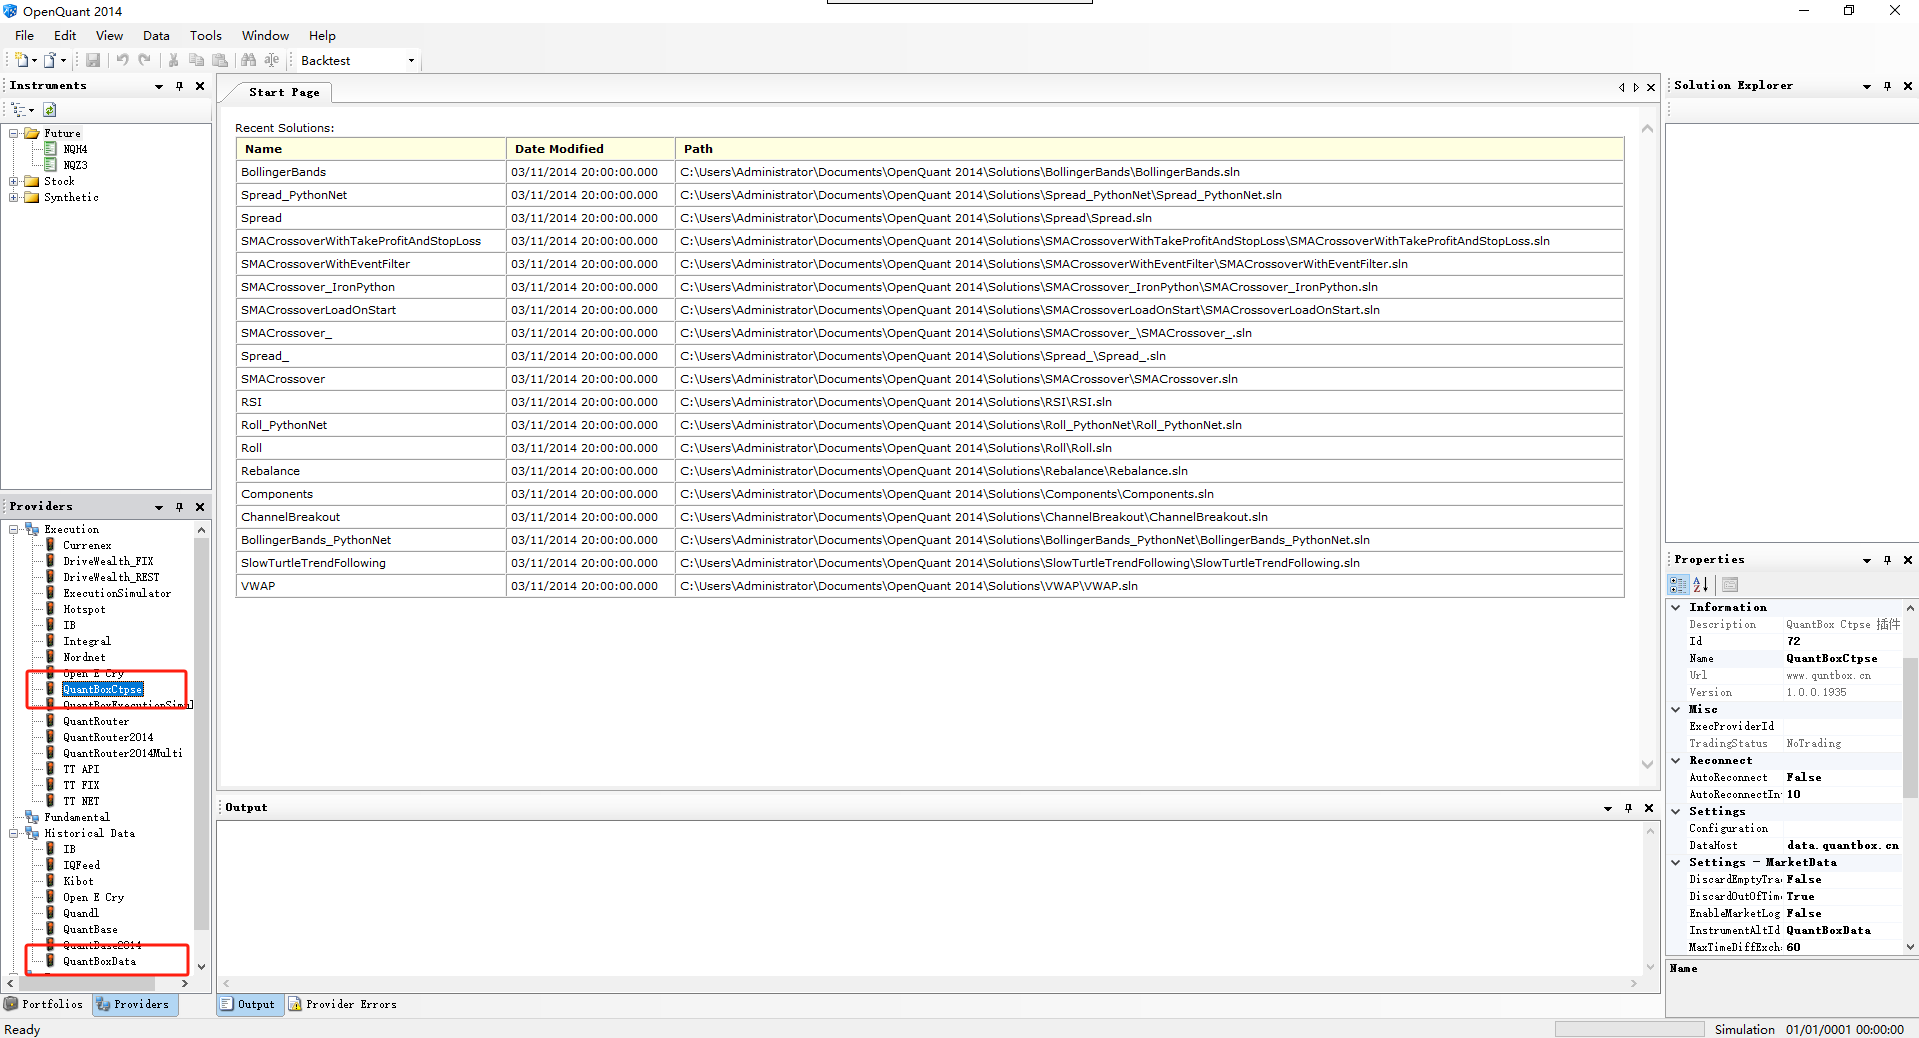 OpenQuant 2014
File Edit View Data Tools Window Help
Backtest
Instruments
Future
NQH4
NQZ3
Stock
Synthetic
Providers
Execution
Currenex
DriveWealth_FIX
DriveWealth_REST
ExecutionSimulator
Hotspot
IB
Integral
Nordnet
Open E Cry
QuantBoxCtpse
QuantBoxExecutionSimul
QuantRouter
QuantRouter2014
QuantRouter2014Multi
TT API
TT FIX
TT NET
Fundamental
Historical Data
IB
IQFeed
Kibot
Open E Cry
Quandl
QuantBase
QuantBase2014
QuantBoxData
Portfolios Providers
Start Page
Recent Solutions:
Name Date Modified Path
BollingerBands 03/11/2014 20:00:00.000 C:\Users\Administrator\Documents\OpenQuant 2014\Solutions\BollingerBands\BollingerBands.sln
Spread_PythonNet 03/11/2014 20:00:00.000 C:\Users\Administrator\Documents\OpenQuant 2014\Solutions\Spread_PythonNet\Spread_PythonNet.sln
Spread 03/11/2014 20:00:00.000 C:\Users\Administrator\Documents\OpenQuant 2014\Solutions\Spread\Spread.sln
SMACrossoverWithTakeProfitAndStopLoss 03/11/2014 20:00:00.000 C:\Users\Administrator\Documents\OpenQuant 2014\Solutions\SMACrossoverWithTakeProfitAndStopLoss\SMACrossoverWithTakeProfitAndStopLoss.sln
SMACrossoverWithEventFilter 03/11/2014 20:00:00.000 C:\Users\Administrator\Documents\OpenQuant 2014\Solutions\SMACrossoverWithEventFilter\SMACrossoverWithEventFilter.sln
SMACrossover_IronPython 03/11/2014 20:00:00.000 C:\Users\Administrator\Documents\OpenQuant 2014\Solutions\SMACrossover_IronPython\SMACrossover_IronPython.sln
SMACrossoverLoadOnStart 03/11/2014 20:00:00.000 C:\Users\Administrator\Documents\OpenQuant 2014\Solutions\SMACrossoverLoadOnStart\SMACrossoverLoadOnStart.sln
SMACrossover_ 03/11/2014 20:00:00.000 C:\Users\Administrator\Documents\OpenQuant 2014\Solutions\SMACrossover_\SMACrossover_.sln
Spread_ 03/11/2014 20:00:00.000 C:\Users\Administrator\Documents\OpenQuant 2014\Solutions\Spread_\Spread_.sln
SMACrossover 03/11/2014 20:00:00.000 C:\Users\Administrator\Documents\OpenQuant 2014\Solutions\SMACrossover\SMACrossover.sln
RSI 03/11/2014 20:00:00.000 C:\Users\Administrator\Documents\OpenQuant 2014\Solutions\RSI\RSI.sln
Roll_PythonNet 03/11/2014 20:00:00.000 C:\Users\Administrator\Documents\OpenQuant 2014\Solutions\Roll_PythonNet\Roll_PythonNet.sln
Roll 03/11/2014 20:00:00.000 C:\Users\Administrator\Documents\OpenQuant 2014\Solutions\Roll\Roll.sln
Rebalance 03/11/2014 20:00:00.000 C:\Users\Administrator\Documents\OpenQuant 2014\Solutions\Rebalance\Rebalance.sln
Components 03/11/2014 20:00:00.000 C:\Users\Administrator\Documents\OpenQuant 2014\Solutions\Components\Components.sln
ChannelBreakout 03/11/2014 20:00:00.000 C:\Users\Administrator\Documents\OpenQuant 2014\Solutions\ChannelBreakout\ChannelBreakout.sln
BollingerBands_PythonNet 03/11/2014 20:00:00.000 C:\Users\Administrator\Documents\OpenQuant 2014\Solutions\BollingerBands_PythonNet\BollingerBands_PythonNet.sln
SlowTurtleTrendFollowing 03/11/2014 20:00:00.000 C:\Users\Administrator\Documents\OpenQuant 2014\Solutions\SlowTurtleTrendFollowing\SlowTurtleTrendFollowing.sln
VWAP 03/11/2014 20:00:00.000 C:\Users\Administrator\Documents\OpenQuant 2014\Solutions\VWAP\VWAP.sln
Output
Output Provider Errors
Solution Explorer
Properties
Information
Description QuantBox Ctpse 插件
Id 72
Name QuantBoxCtpse
Url www.quntbox.cn
Version 1.0.0.1935
Misc
ExecProviderId
TradingStatus NoTrading
Reconnect
AutoReconnect False
AutoReconnectIn 10
Settings
Configuration
DataHost data.quantbox.cn
Settings - MarketData
DiscardEmptyTra False
DiscardOutOfTim True
EnableMarketLog False
InstrumentAltId QuantBoxData
MaxTimeDiffExch 60
Name
Ready
Simulation 01/01/0001 00:00:00